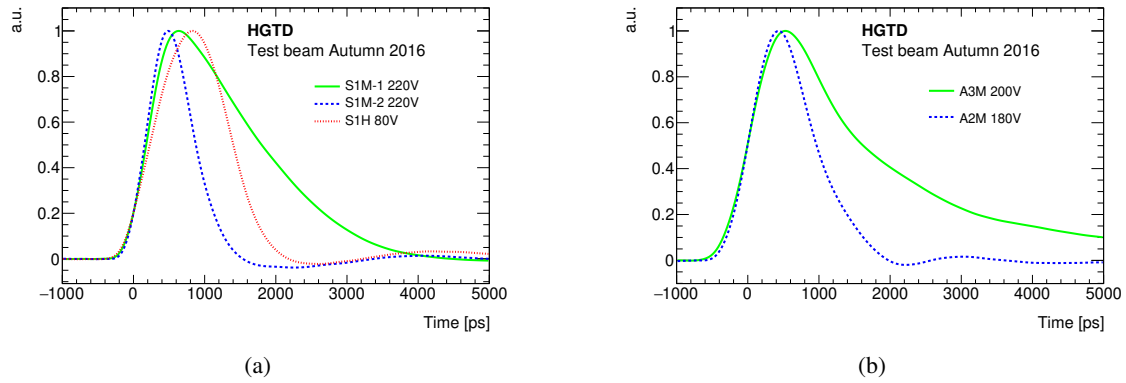 a.u.
1
0.8
0.6
0.4
0.2
0
−1000 0 1000 2000 3000 4000 5000
Time [ps]
HGTD
Test beam Autumn 2016
S1M-1 220V
S1M-2 220V
S1H 80V
(a)
a.u.
1
0.8
0.6
0.4
0.2
0
−1000 0 1000 2000 3000 4000 5000
Time [ps]
HGTD
Test beam Autumn 2016
A3M 200V
A2M 180V
(b)